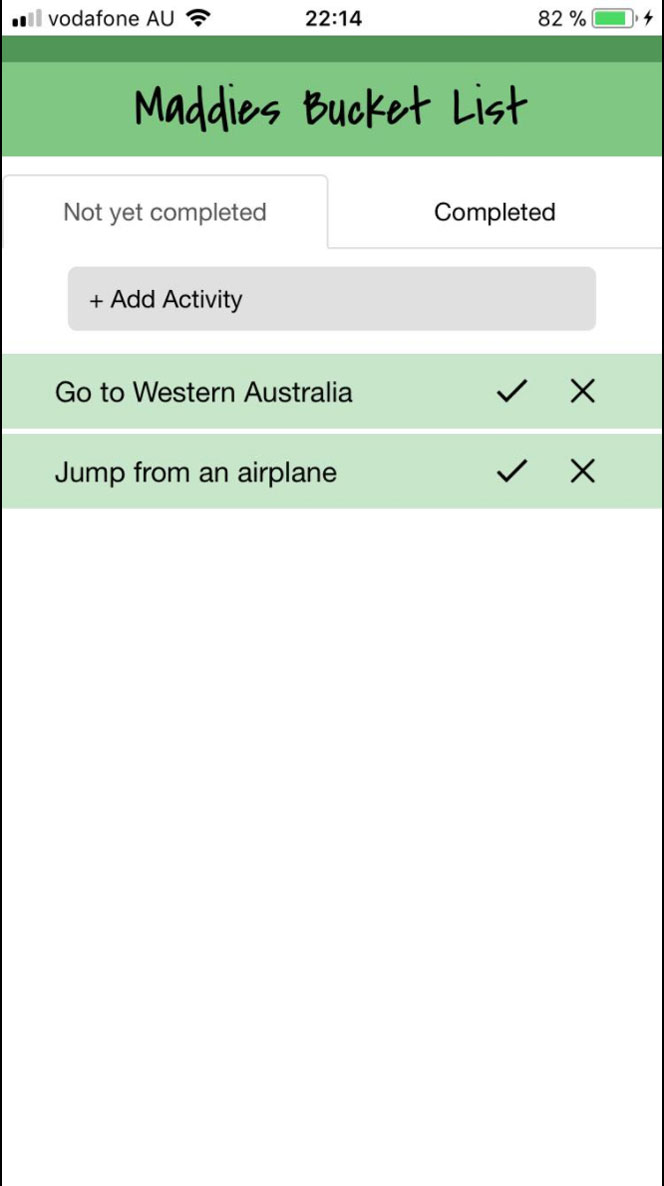 vodafone AU 22:14 82 %
Maddies Bucket List
Not yet completed Completed
+ Add Activity
Go to Western Australia
Jump from an airplane